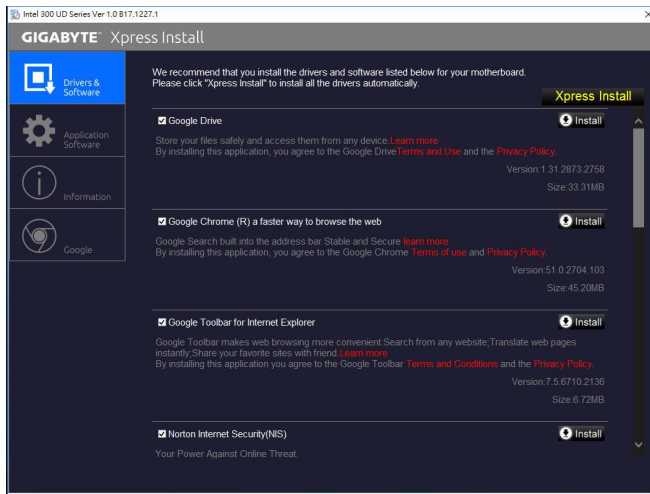 Intel 300 UD Series Ver 1.0 B17.1227.1
GIGABYTE™ Xpress Install
Drivers & Software
Application Software
Information
Google
We recommend that you install the drivers and software listed below for your motherboard.
Please click "Xpress Install" to install all the drivers automatically.
Xpress Install
Google Drive
Install
Store your files safely and access them from any device.Learn more
By installing this application, you agree to the Google DriveTerms and Use and the Privacy Policy.
Version:1.31.2873.2758
Size:33.31MB
Google Chrome (R) a faster way to browse the web
Install
Google Search built into the address bar Stable and Secure learn more
By installing this application, you agree to the Google Chrome Terms of use and Privacy Policy.
Version:51.0.2704.103
Size:45.20MB
Google Toolbar for Internet Explorer
Install
Google Toolbar makes web browsing more convenient:Search from any website;Translate web pages
instantly;Share your favorite sites with friend.Learn more
By installing this application you agree to the Google Toolbar Terms and Conditions and the Privacy Policy.
Version:7.5.6710.2136
Size:6.72MB
Norton Internet Security(NIS)
Install
Your Power Against Online Threat.